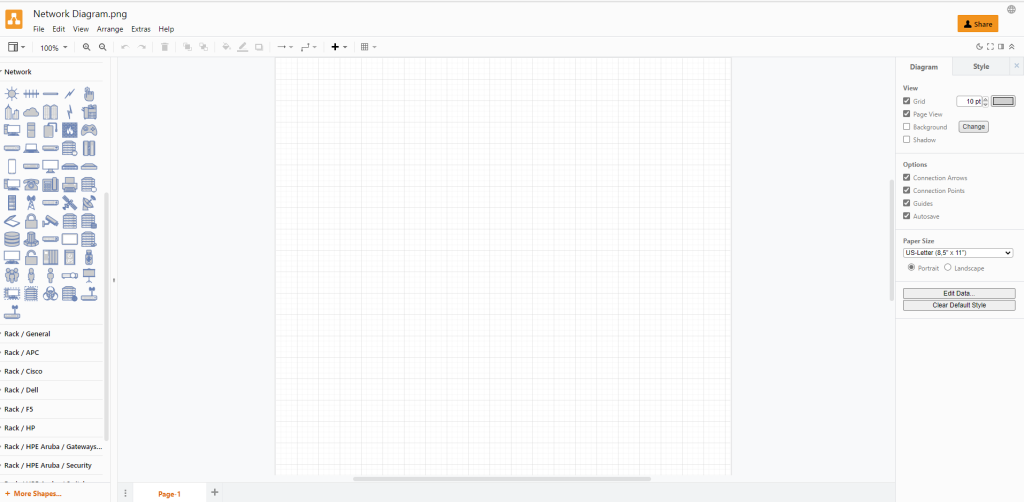 Network Diagram.png
File Edit View Arrange Extras Help
Share
100%
Network
Rack / General
Rack / APC
Rack / Cisco
Rack / Dell
Rack / F5
Rack / HP
Rack / HPE Aruba / Gateways...
Rack / HPE Aruba / Security
+ More Shapes...
Page-1
Diagram Style
View
Grid 10 pt
Page View
Background Change
Shadow
Options
Connection Arrows
Connection Points
Guides
Autosave
Paper Size
US-Letter (8,5" x 11")
Portrait Landscape
Edit Data...
Clear Default Style